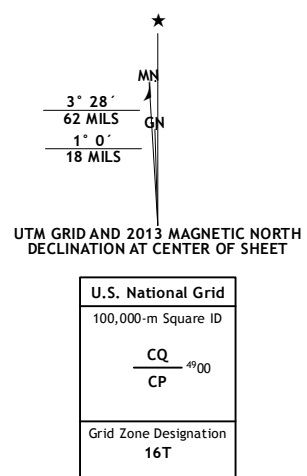 ★
MN
3° 28´
62 MILS
GN
1° 0´
18 MILS
UTM GRID AND 2013 MAGNETIC NORTH
DECLINATION AT CENTER OF SHEET
U.S. National Grid
100,000-m Square ID
CQ
4900
CP
Grid Zone Designation
16T